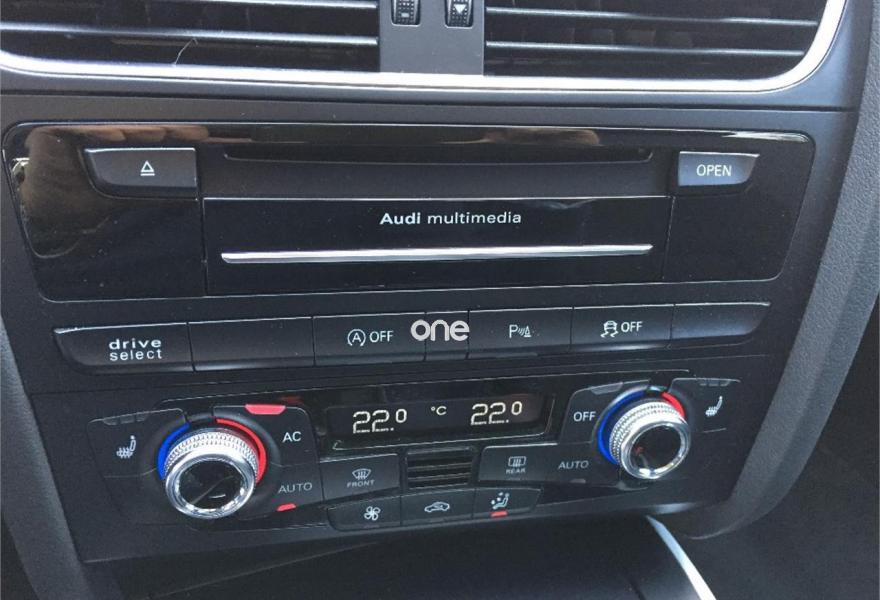 OPEN
Audi multimedia
drive
select
A OFF
one
P
OFF
22.0 °C 22.0
OFF
AC
AUTO
FRONT
REAR
AUTO